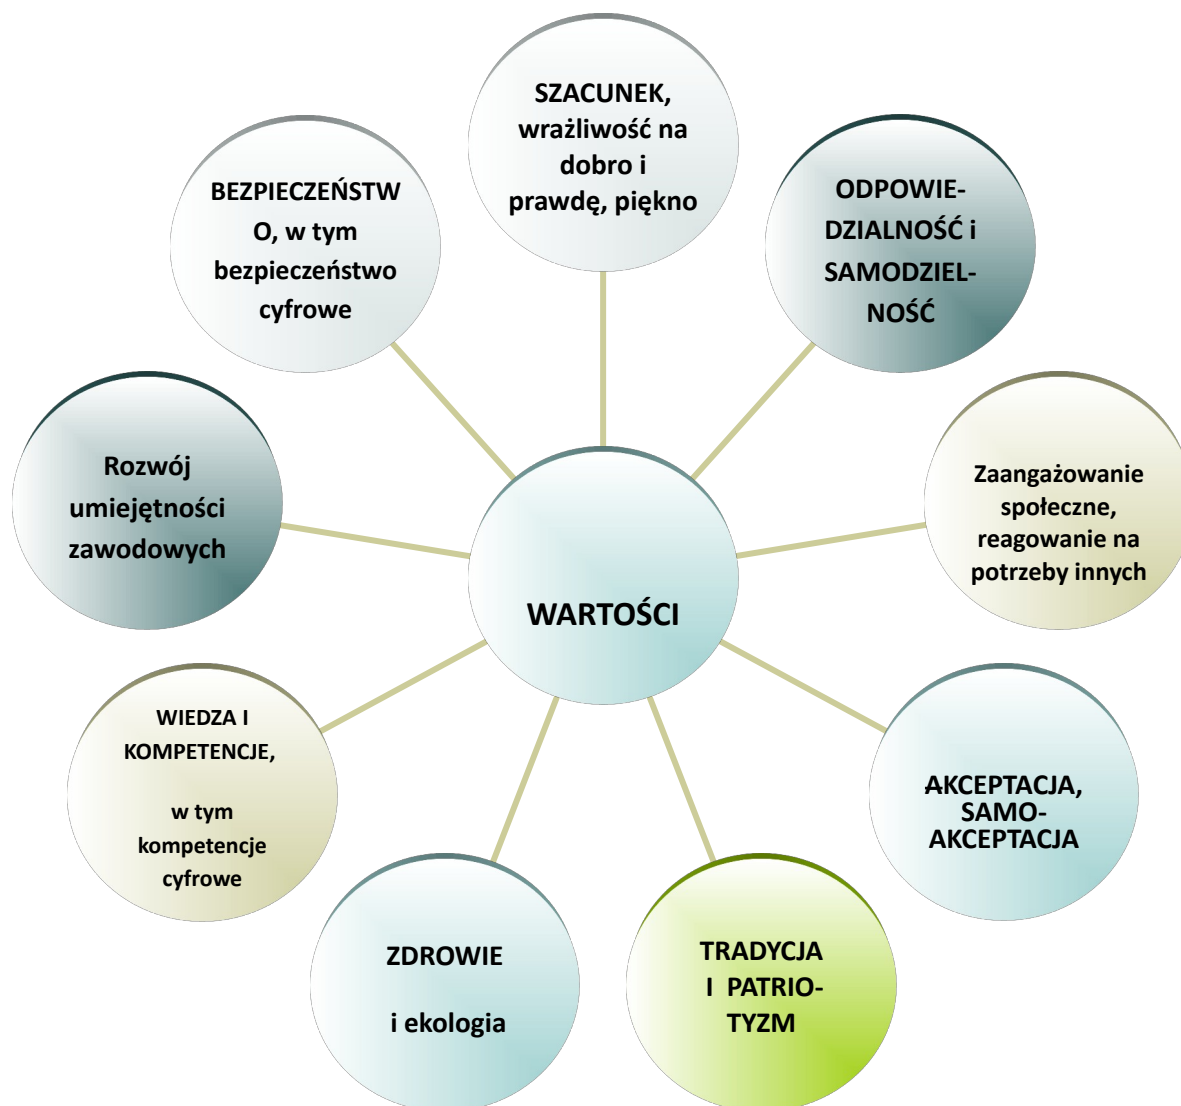 SZACUNEK,
wrażliwość na
dobro i
prawdę, piękno
ODPOWIE-
DZIALNOŚĆ i
SAMODZIEL-
NOŚĆ
Zaangażowanie
społeczne,
reagowanie na
potrzeby innych
AKCEPTACJA,
SAMO-
AKCEPTACJA
TRADYCJA
I PATRIO-
TYZM
ZDROWIE
i ekologia
WIEDZA I
KOMPETENCJE,
w tym
kompetencje
cyfrowe
Rozwój
umiejętności
zawodowych
BEZPIECZEŃSTW
O, w tym
bezpieczeństwo
cyfrowe
WARTOŚCI